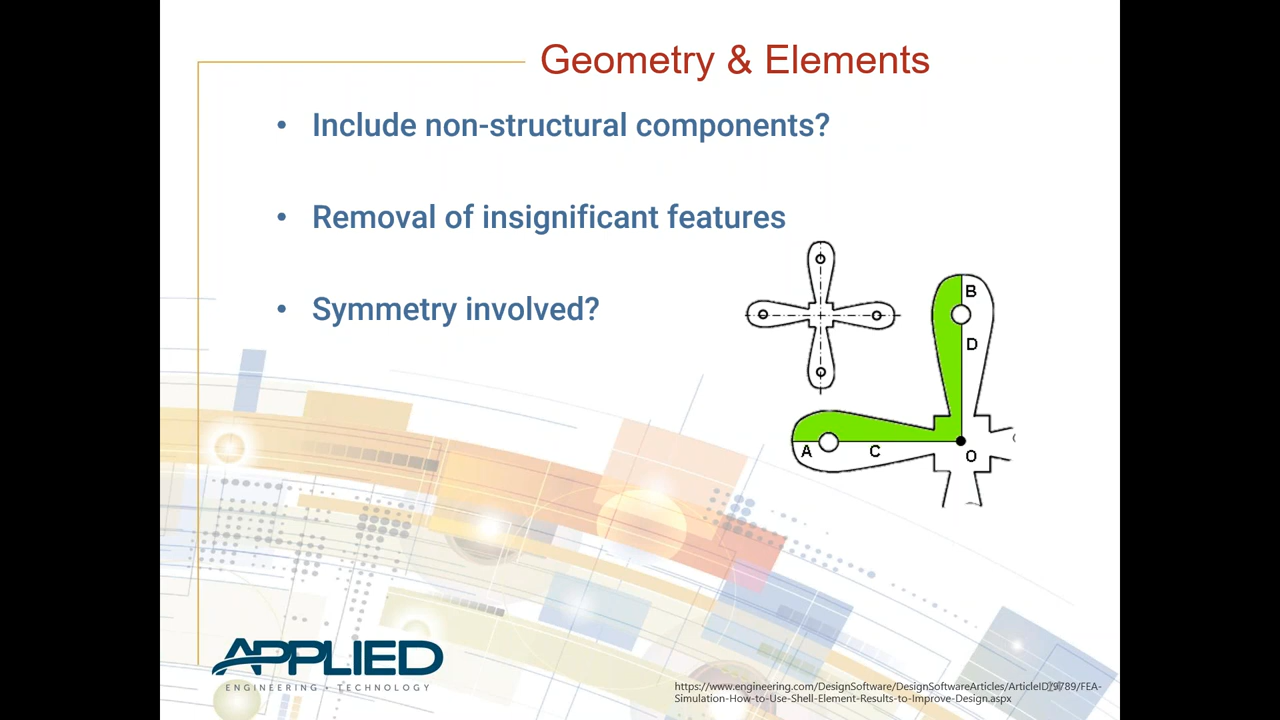 Geometry & Elements
• Include non-structural components?
• Removal of insignificant features
• Symmetry involved?
B
D
A
C
O
APPLIED
ENGINEERING • TECHNOLOGY
https://www.engineering.com/DesignSoftware/DesignSoftwareArticles/ArticleID/9789/FEA-
Simulation-How-to-Use-Shell-Element-Results-to-Improve-Design.aspx